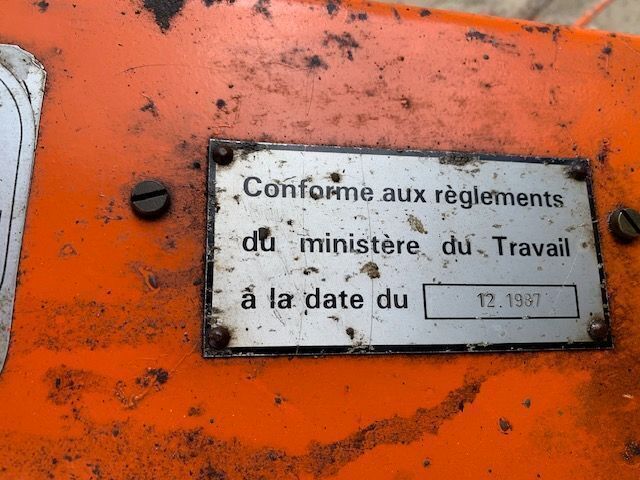 Conforme aux règlements
du ministère du Travail
à la date du 12.1987